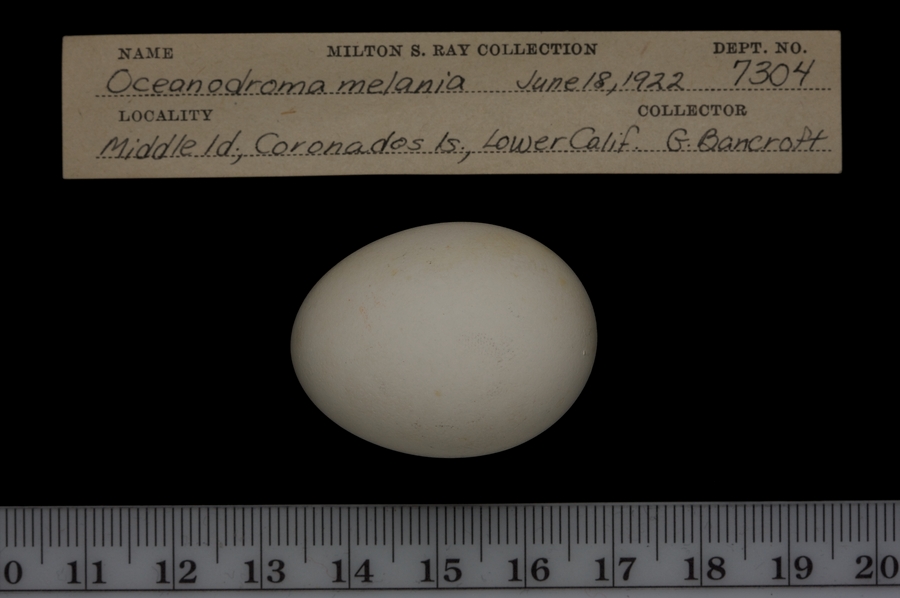 NAME MILTON S. RAY COLLECTION DEPT. NO.
Oceanodroma melania June 18, 1922 7304
LOCALITY COLLECTOR
Middle Id., Coronados Is., Lower Calif. G. Bancroft
0 11 12 13 14 15 16 17 18 19 20